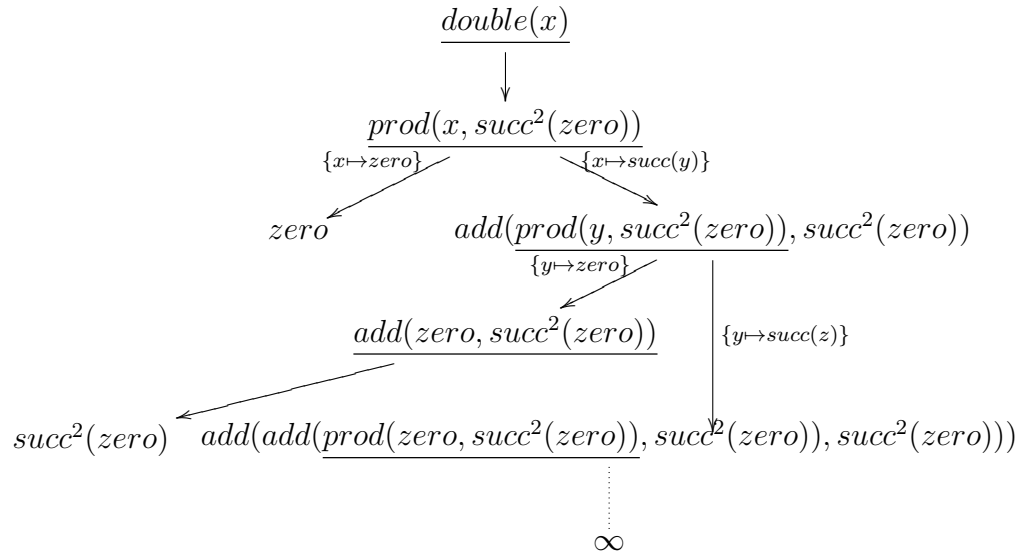 double(x)
prod(x, succ²(zero))
{x↦zero} {x↦succ(y)}
zero add(prod(y, succ²(zero)), succ²(zero))
{y↦zero}
add(zero, succ²(zero))
{y↦succ(z)}
succ²(zero) add(add(prod(zero, succ²(zero)), succ²(zero)), succ²(zero)))
∞